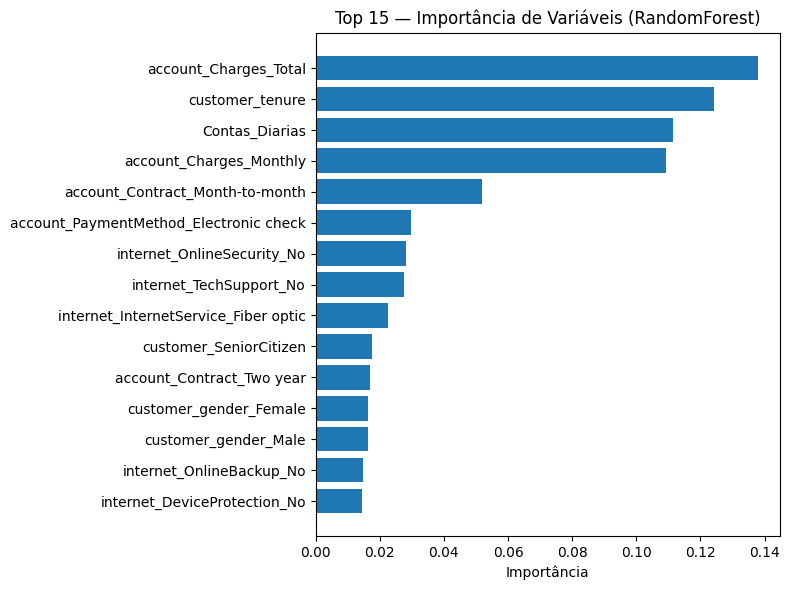 Top 15 — Importância de Variáveis (RandomForest)
account_Charges_Total
customer_tenure
Contas_Diarias
account_Charges_Monthly
account_Contract_Month-to-month
account_PaymentMethod_Electronic check
internet_OnlineSecurity_No
internet_TechSupport_No
internet_InternetService_Fiber optic
customer_SeniorCitizen
account_Contract_Two year
customer_gender_Female
customer_gender_Male
internet_OnlineBackup_No
internet_DeviceProtection_No
0.00 0.02 0.04 0.06 0.08 0.10 0.12 0.14
Importância